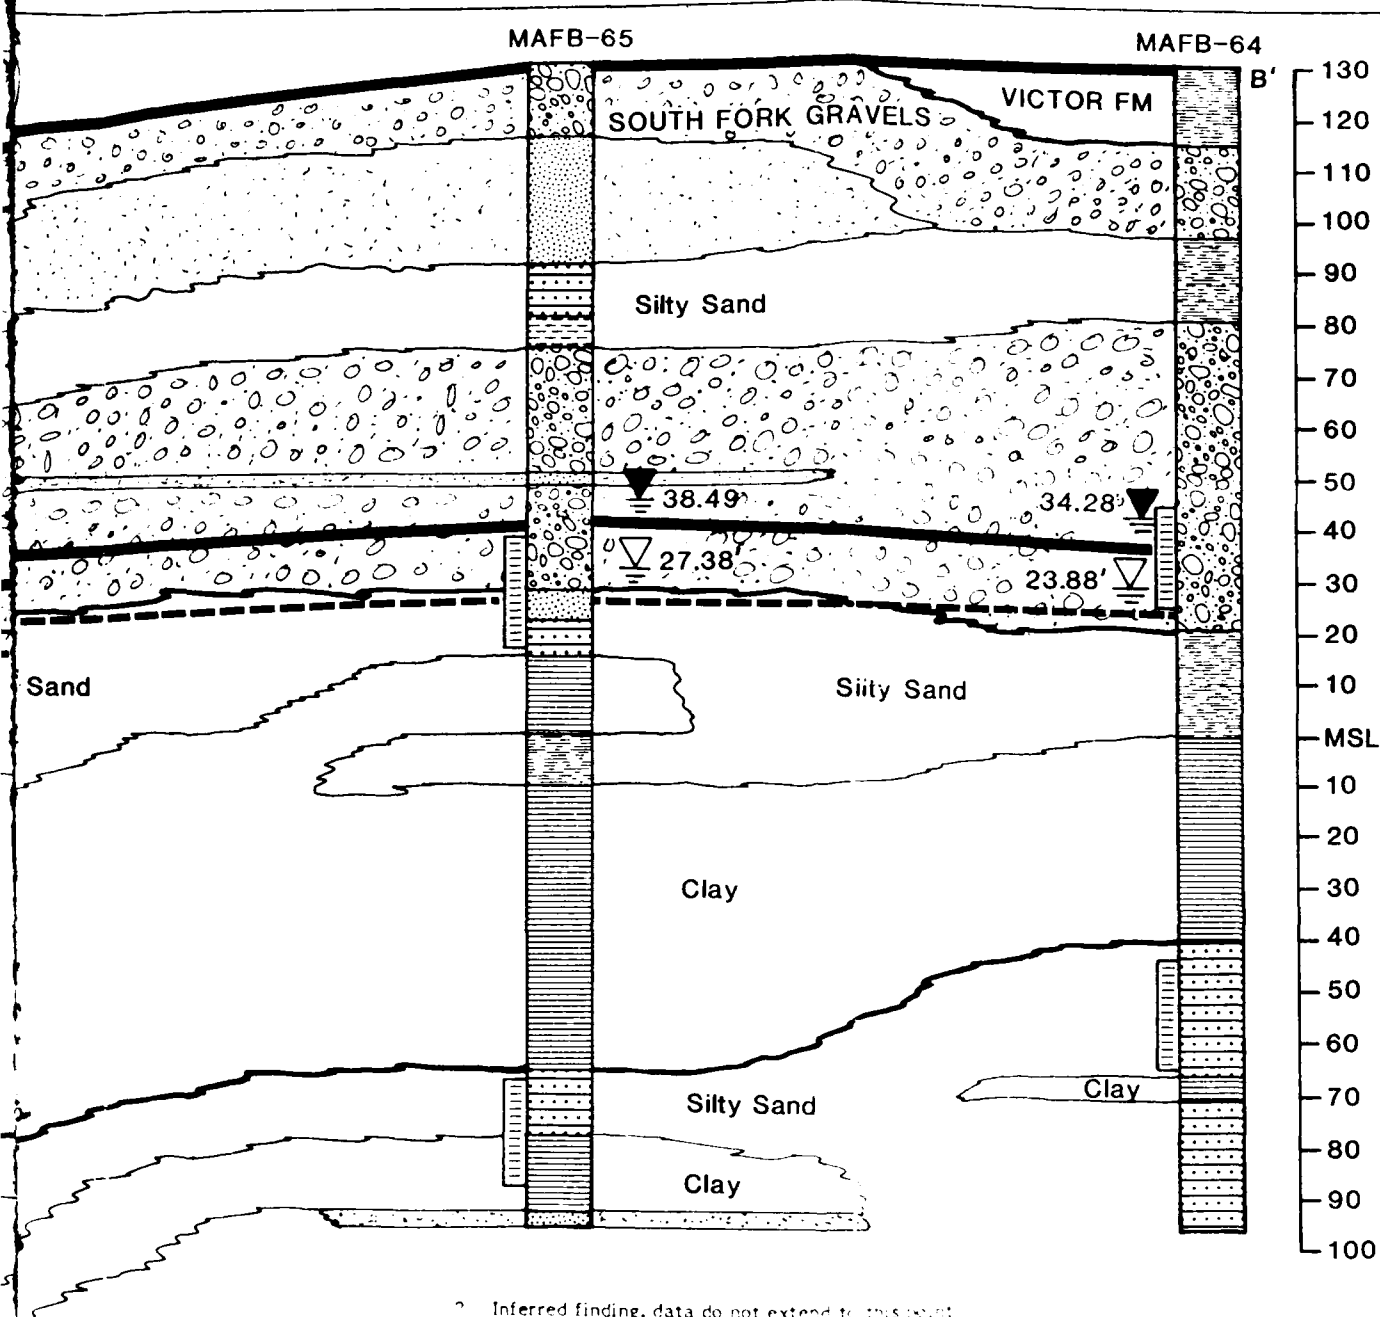 MAFB-65
MAFB-64
B'
VICTOR FM
SOUTH FORK GRAVELS
Silty Sand
38.49'
34.28'
27.38'
23.88'
Sand
Silty Sand
Clay
Silty Sand
Clay
Clay
130
120
110
100
90
80
70
60
50
40
30
20
10
MSL
10
20
30
40
50
60
70
80
90
100
? Inferred finding, data do not extend to this point